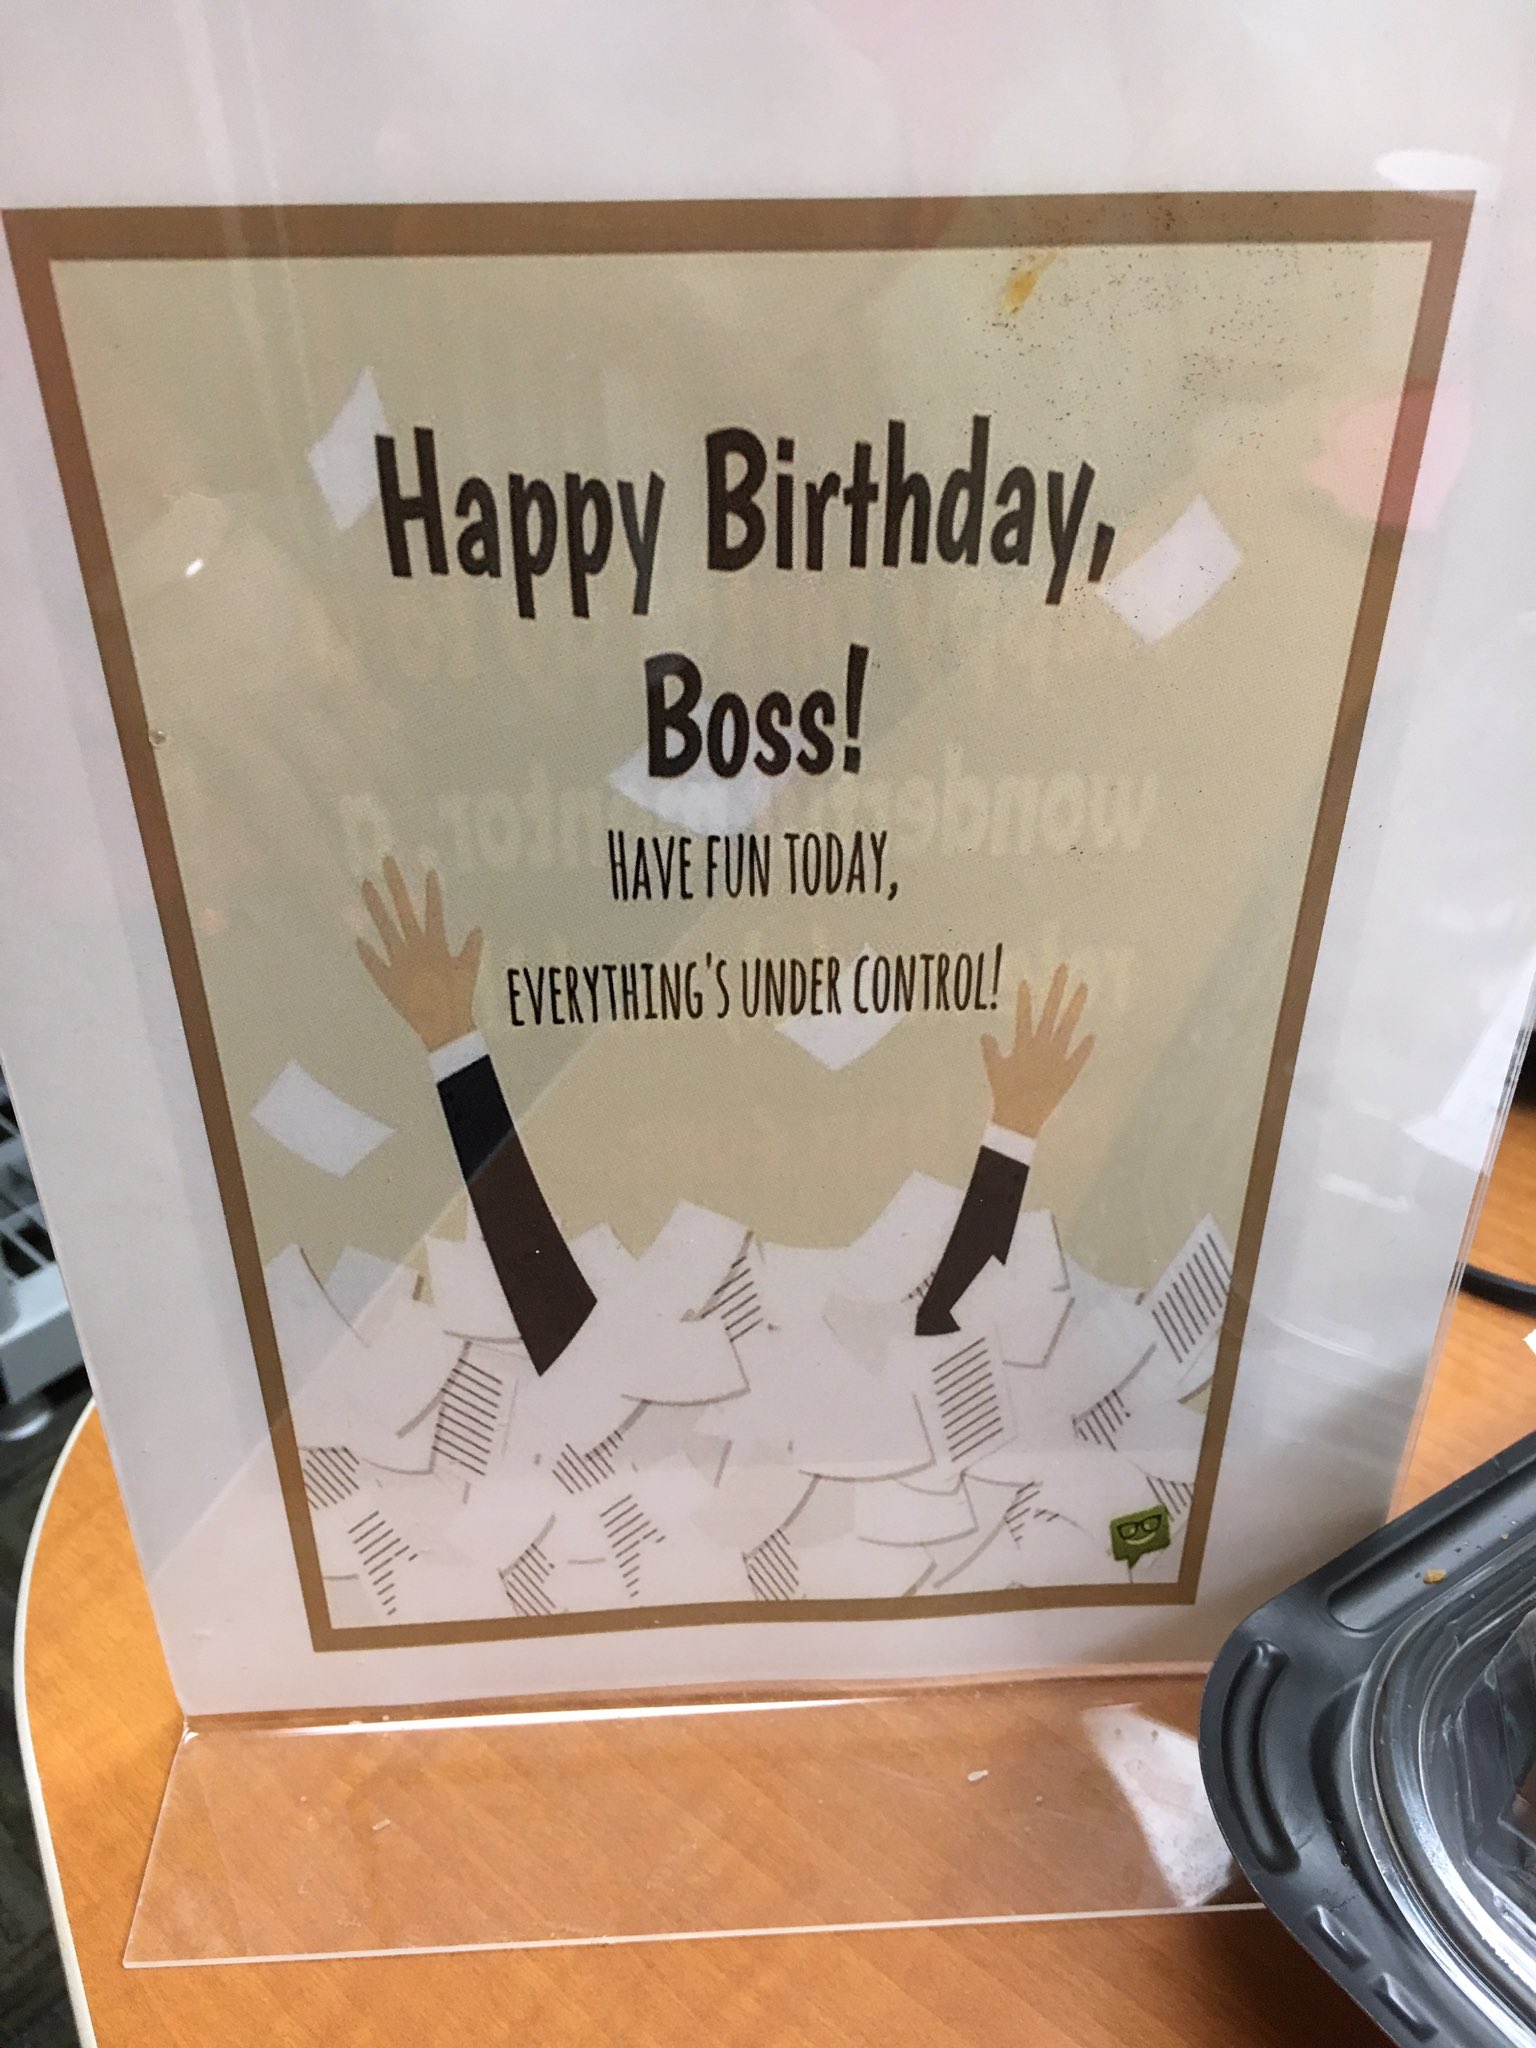 Happy Birthday,
Boss!
HAVE FUN TODAY,
EVERYTHING'S UNDER CONTROL!